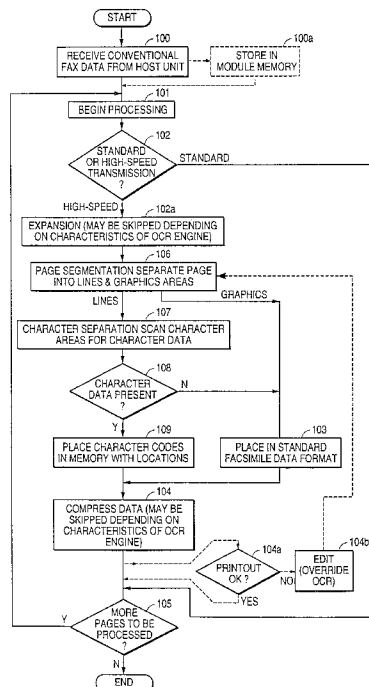 START
100
RECEIVE CONVENTIONAL
FAX DATA FROM HOST UNIT
100a
STORE IN
MODULE MEMORY
101
BEGIN PROCESSING
102
STANDARD
OR HIGH-SPEED
TRANSMISSION
?
STANDARD
HIGH-SPEED
102a
EXPANSION (MAY BE SKIPPED DEPENDING
ON CHARACTERISTICS OF OCR ENGINE)
106
PAGE SEGMENTATION SEPARATE PAGE
INTO LINES & GRAPHICS AREAS
LINES
GRAPHICS
107
CHARACTER SEPARATION SCAN CHARACTER
AREAS FOR CHARACTER DATA
108
CHARACTER
DATA PRESENT
?
N
Y
109
PLACE CHARACTER CODES
IN MEMORY WITH LOCATIONS
103
PLACE IN STANDARD
FACSIMILE DATA FORMAT
104
COMPRESS DATA (MAY BE
SKIPPED DEPENDING ON
CHARACTERISTICS OF OCR
ENGINE)
104a
PRINTOUT
OK ?
NO
YES
104b
EDIT
(OVERRIDE
OCR)
105
MORE
PAGES TO BE
PROCESSED
?
Y
N
END